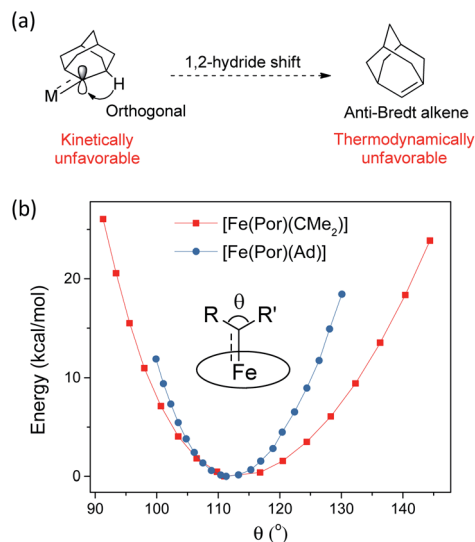 (a)
1,2-hydride shift
H
M
Orthogonal
Anti-Bredt alkene
Kinetically
unfavorable
Thermodynamically
unfavorable
(b)
[Fe(Por)(CMe₂)]
[Fe(Por)(Ad)]
θ
R R'
Fe
Energy (kcal/mol)
20
10
0
90 100 110 120 130 140
θ (°)